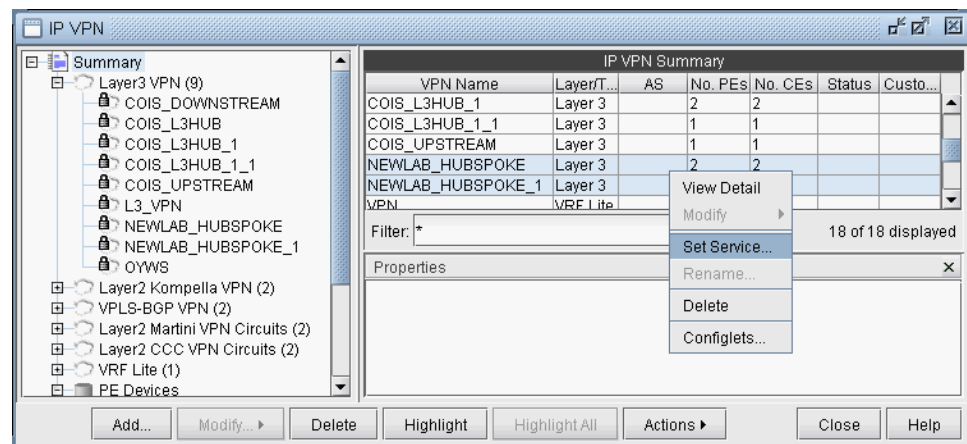 IP VPN
Summary
Layer3 VPN (9)
COIS_DOWNSTREAM
COIS_L3HUB
COIS_L3HUB_1
COIS_L3HUB_1_1
COIS_UPSTREAM
L3_VPN
NEWLAB_HUBSPOKE
NEWLAB_HUBSPOKE_1
OYWS
Layer2 Kompella VPN (2)
VPLS-BGP VPN (2)
Layer2 Martini VPN Circuits (2)
Layer2 CCC VPN Circuits (2)
VRF Lite (1)
PE Devices
IP VPN Summary
VPN Name Layer/T... AS No. PEs No. CEs Status Custo...
COIS_L3HUB_1 Layer 3 2 2
COIS_L3HUB_1_1 Layer 3 1 1
COIS_UPSTREAM Layer 3 1 1
NEWLAB_HUBSPOKE Layer 3 2 2
NEWLAB_HUBSPOKE_1 Layer 3
VPN VRF Lite
Filter: * 18 of 18 displayed
Properties
View Detail
Modify
Set Service...
Rename...
Delete
Configlets...
Add... Modify... Delete Highlight Highlight All Actions Close Help